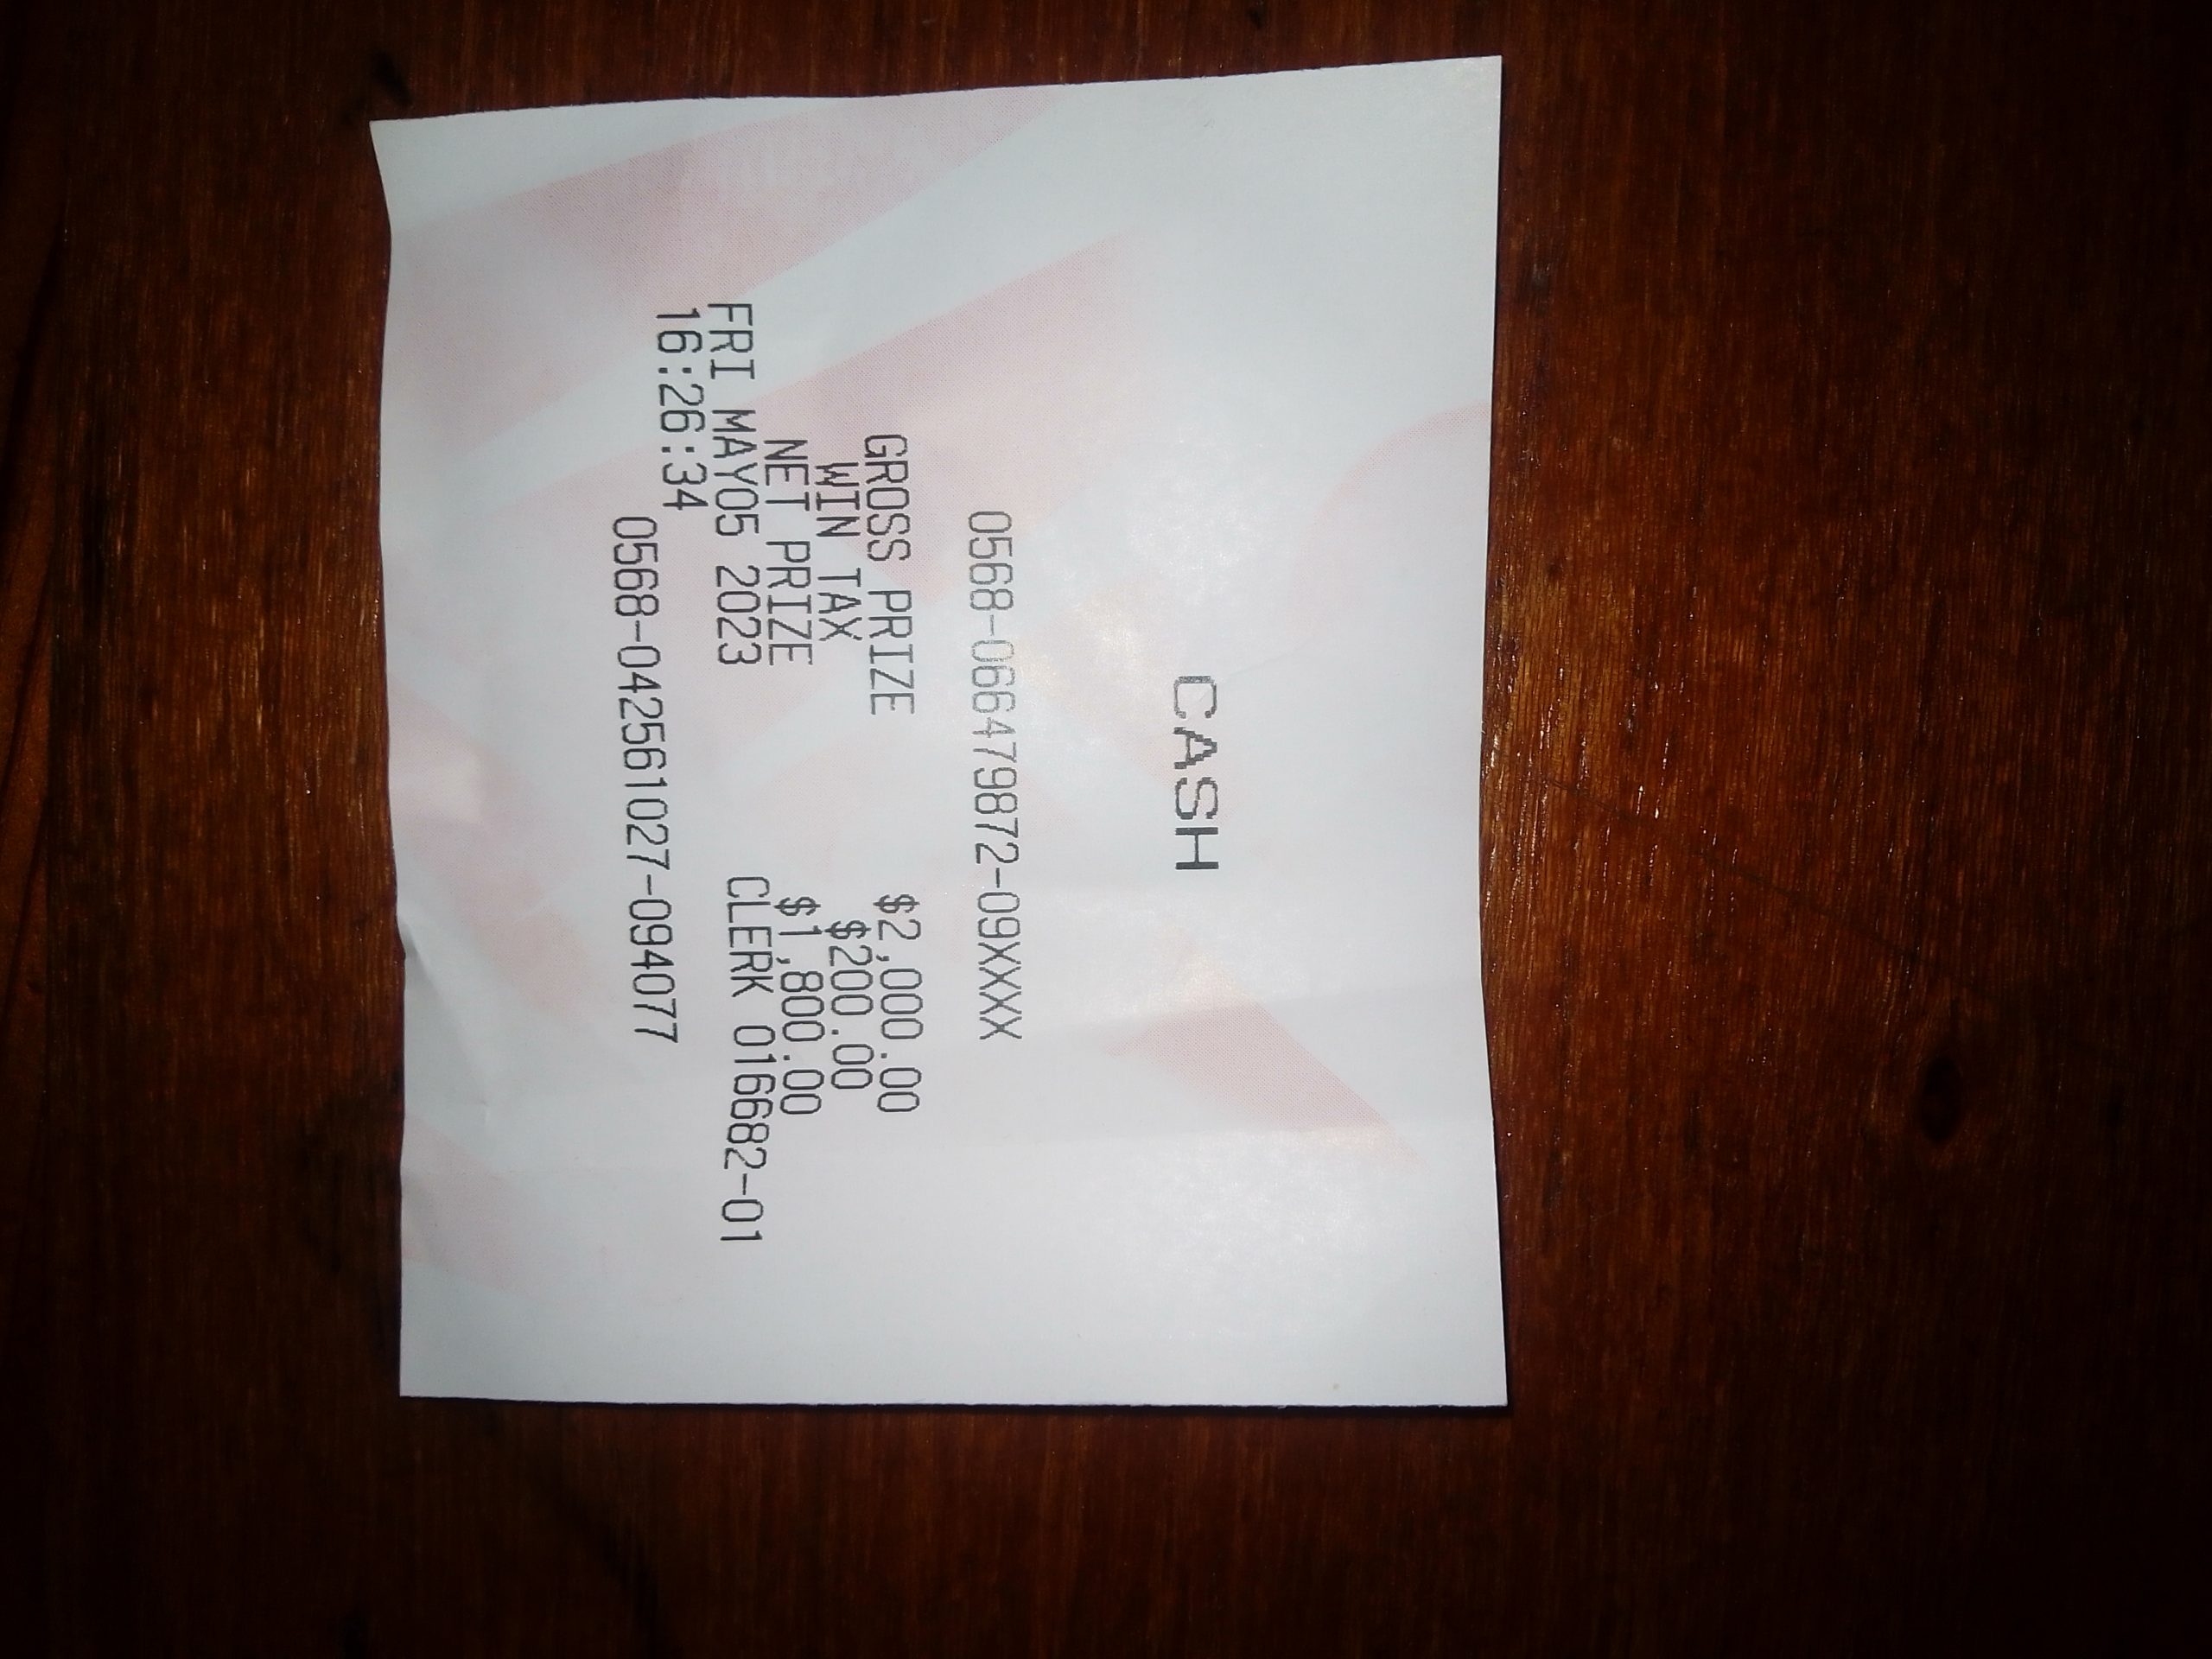 CASH
0568-066479872-09XXXX
GROSS PRIZE $2,000.00
WIN TAX $200.00
NET PRIZE $1,800.00
FRI MAY05 2023 CLERK 016682-01
16:26:34
0568-042561027-094077